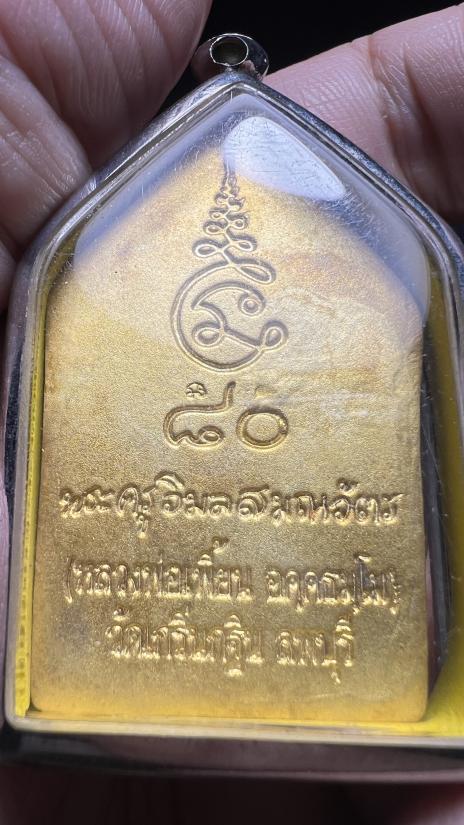 ๘๐
พระครูวิมลสมณวัตร
(หลวงพ่อเพี้ยน อคฺคธมฺโม)
วัดเกริ่นกฐิน ลพบุรี